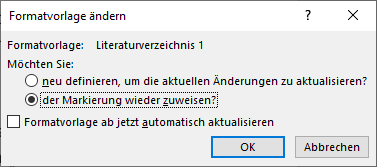 Formatvorlage ändern
Formatvorlage: Literaturverzeichnis 1
Möchten Sie:
neu definieren, um die aktuellen Änderungen zu aktualisieren?
der Markierung wieder zuweisen?
Formatvorlage ab jetzt automatisch aktualisieren
OK Abbrechen